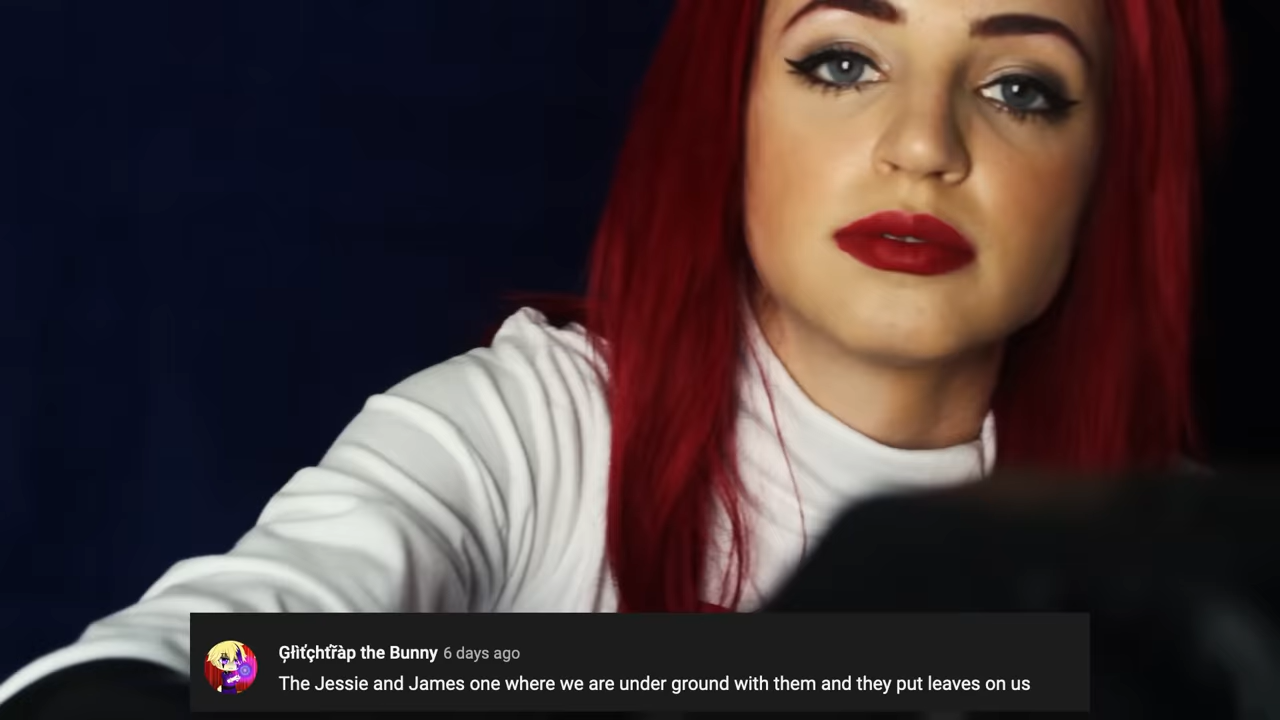 Ģłìťçhťřàp the Bunny 6 days ago
The Jessie and James one where we are under ground with them and they put leaves on us